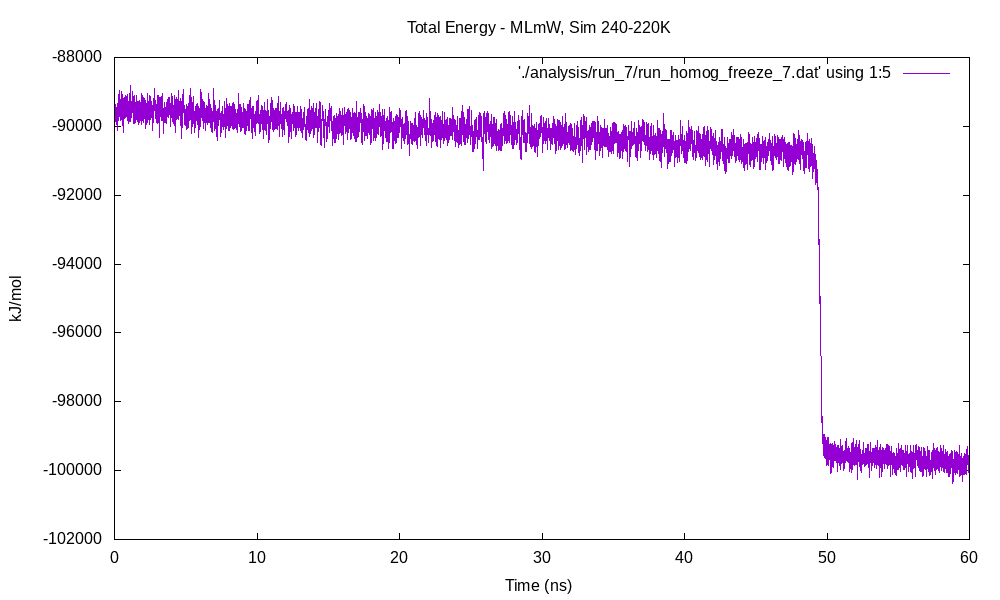 Total Energy - MLmW, Sim 240-220K
'./analysis/run_7/run_homog_freeze_7.dat' using 1:5
-88000
-90000
-92000
-94000
-96000
-98000
-100000
-102000
kJ/mol
0 10 20 30 40 50 60
Time (ns)